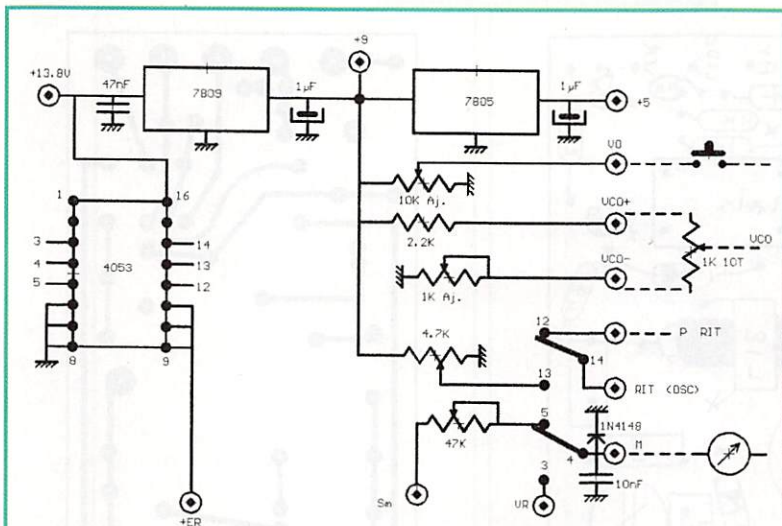 +9
+13.8V
47nF
7809
1µF
7805
1µF
+5
VO
10K Aj.
1
16
VCO+
2.2K
3
14
4
4053
13
1K 10T
VCO
5
12
VCO-
1K Aj.
12
P RIT
4.7K
14
8
9
13
RIT (OSC)
5
1N4148
47K
4
M
3
10nF
Sm
VR
+ER